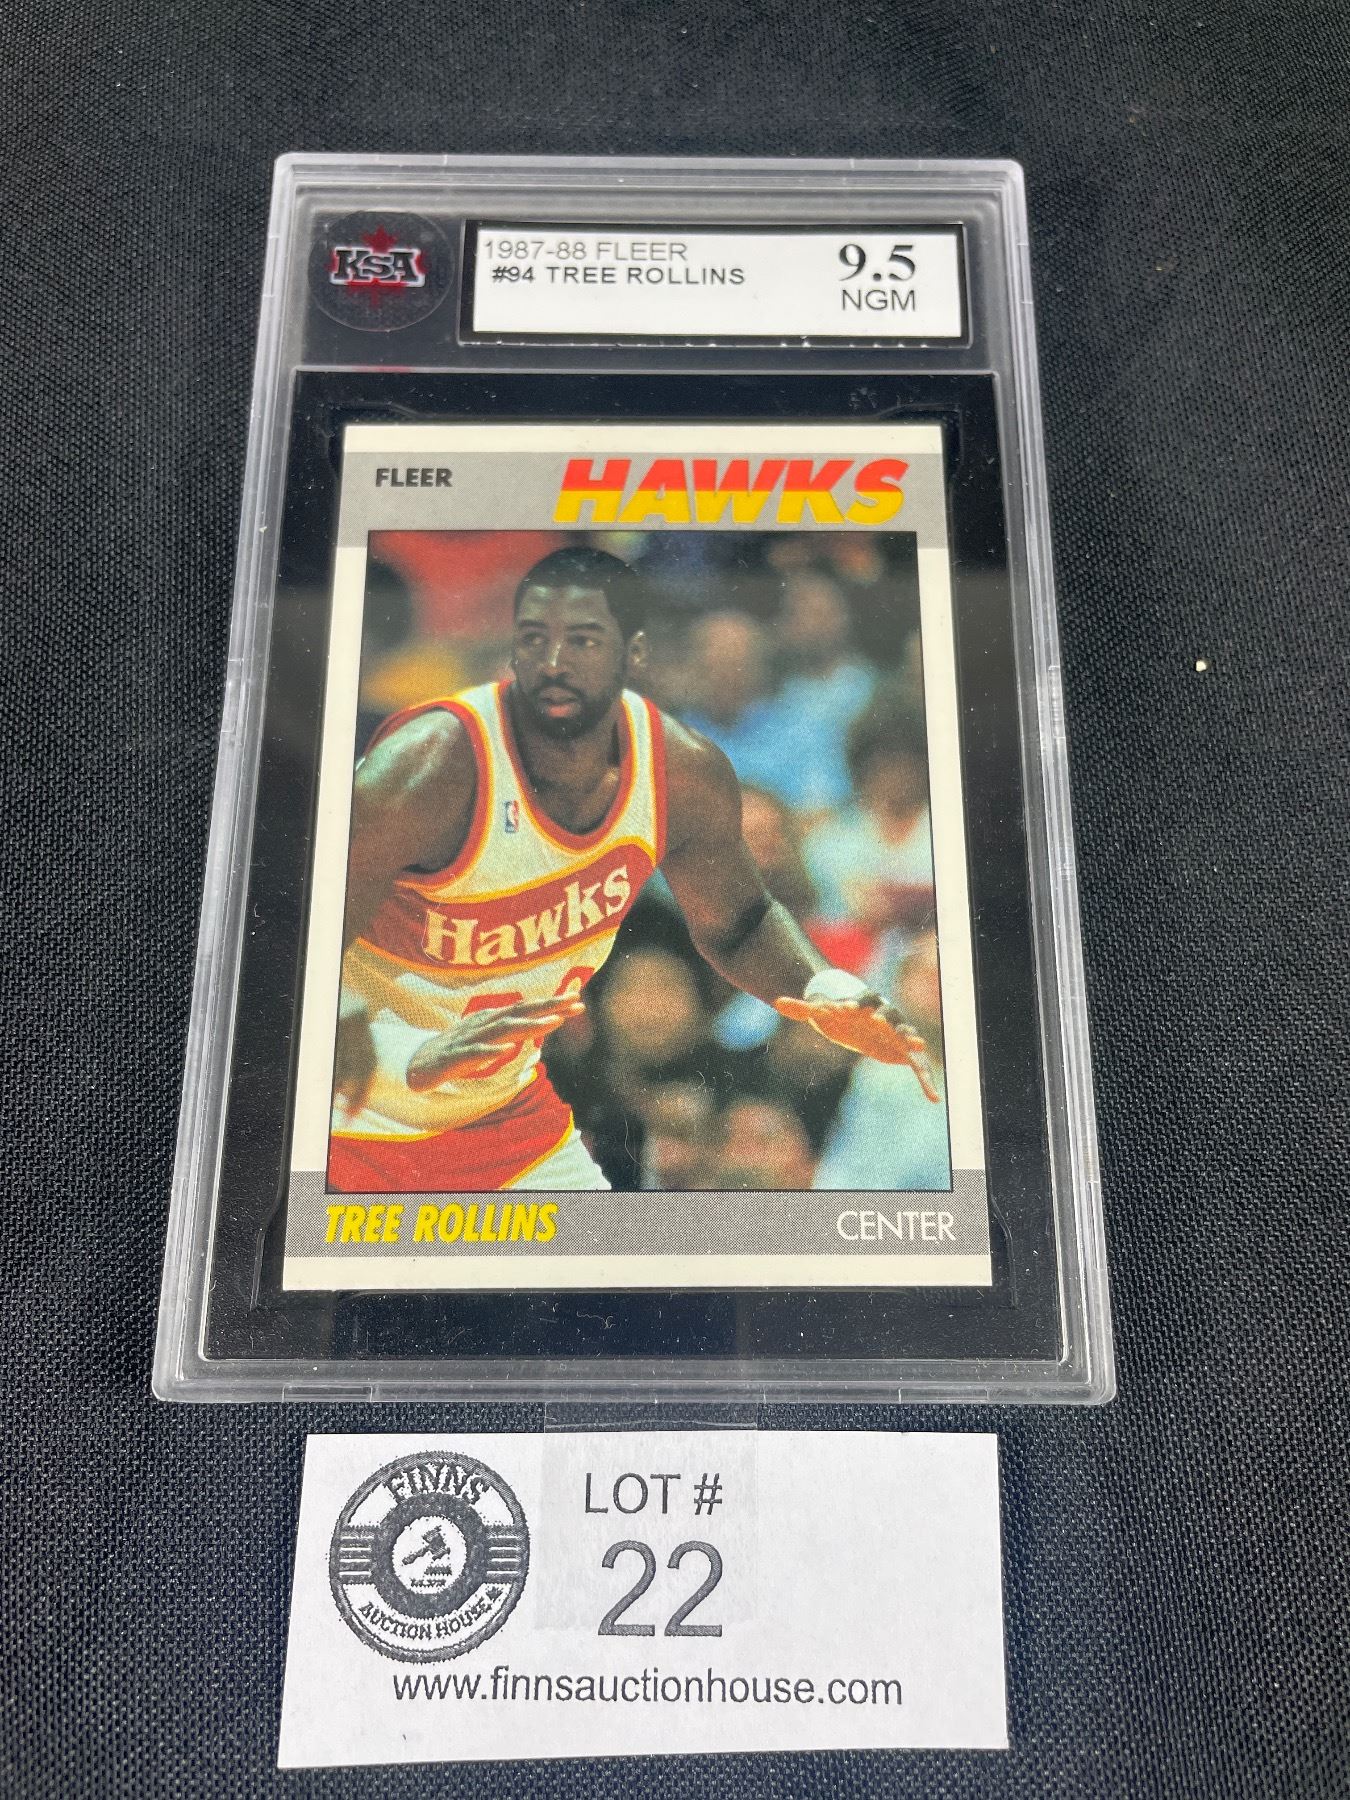 KSA
1987-88 FLEER
#94 TREE ROLLINS
9.5
NGM
FLEER
HAWKS
Hawks
TREE ROLLINS
CENTER
FINNS
AUCTION HOUSE
LOT #
22
www.finnsauctionhouse.com